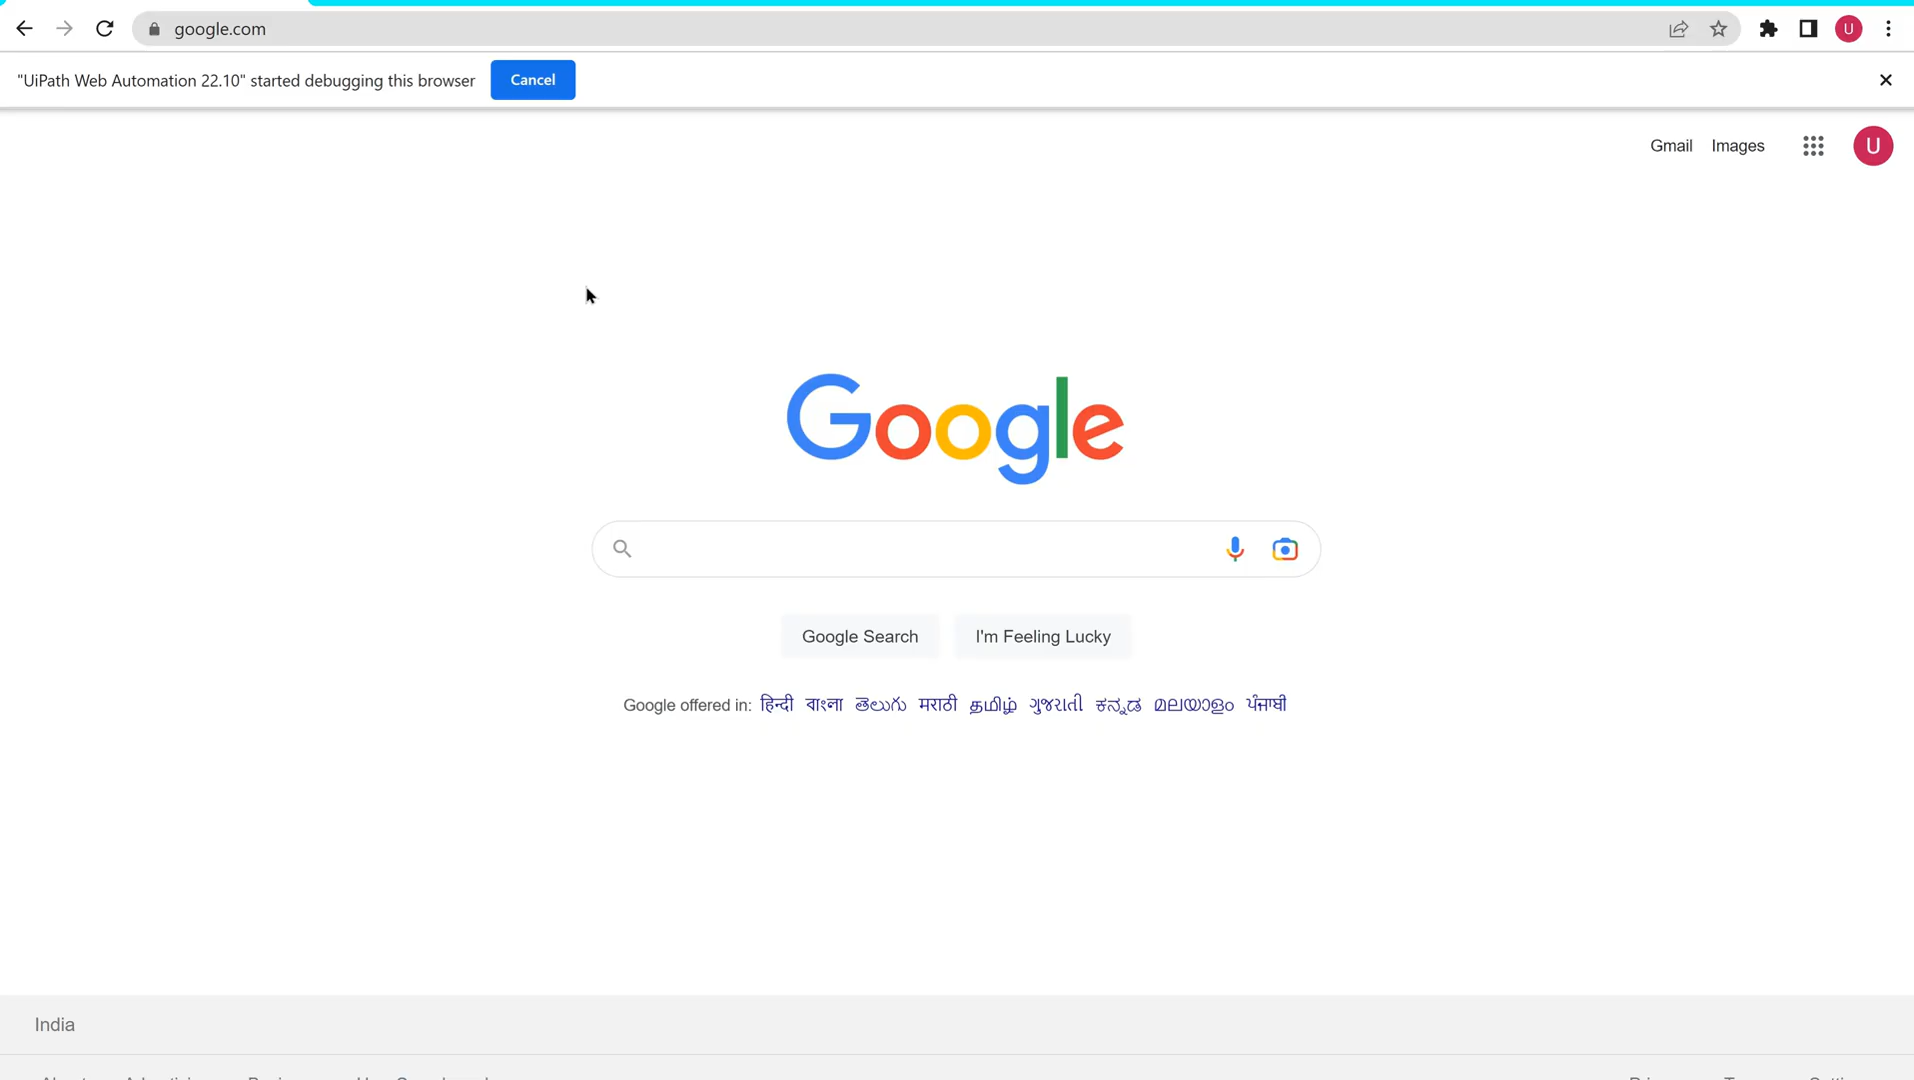 google.com
U
"UiPath Web Automation 22.10" started debugging this browser
Cancel
Gmail Images
U
Google
Google Search I'm Feeling Lucky
Google offered in: हिन्दी বাংলা తెలుగు मराठी தமிழ் ગુજરાતી ಕನ್ನಡ മലയാളം ਪੰਜਾਬੀ
India